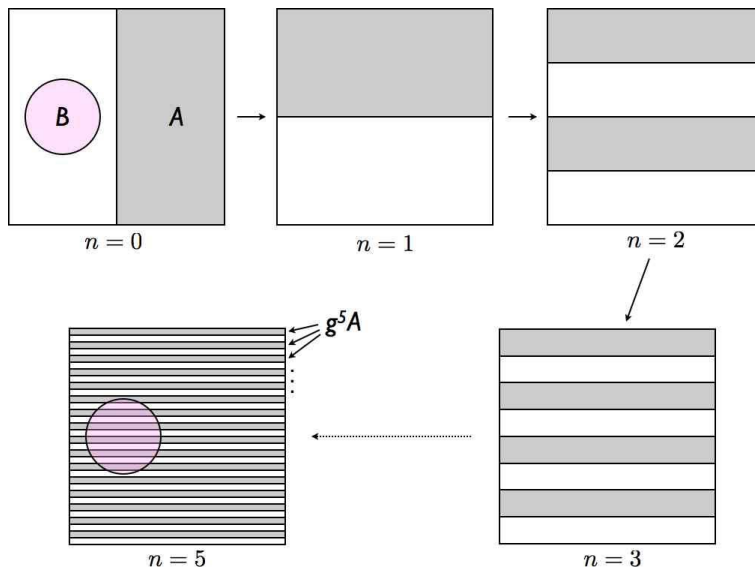 B A
n = 0
n = 1
n = 2
g⁵A
n = 5
n = 3